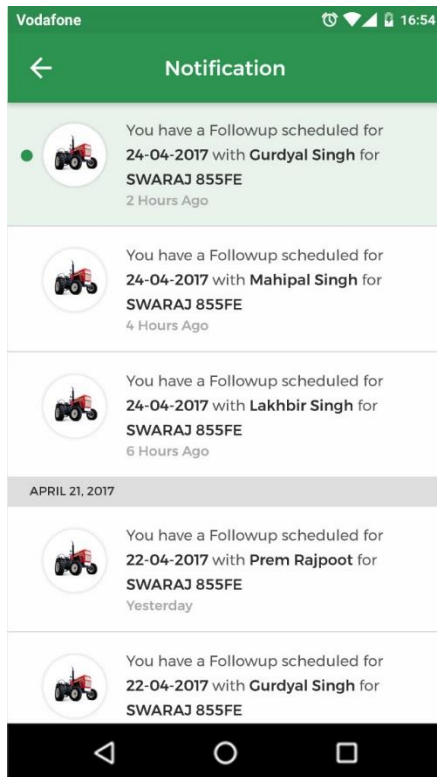 Vodafone 16:54
Notification
You have a Followup scheduled for
24-04-2017 with Gurdyal Singh for
SWARAJ 855FE
2 Hours Ago
You have a Followup scheduled for
24-04-2017 with Mahipal Singh for
SWARAJ 855FE
4 Hours Ago
You have a Followup scheduled for
24-04-2017 with Lakhbir Singh for
SWARAJ 855FE
6 Hours Ago
APRIL 21, 2017
You have a Followup scheduled for
22-04-2017 with Prem Rajpoot for
SWARAJ 855FE
Yesterday
You have a Followup scheduled for
22-04-2017 with Gurdyal Singh for
SWARAJ 855FE